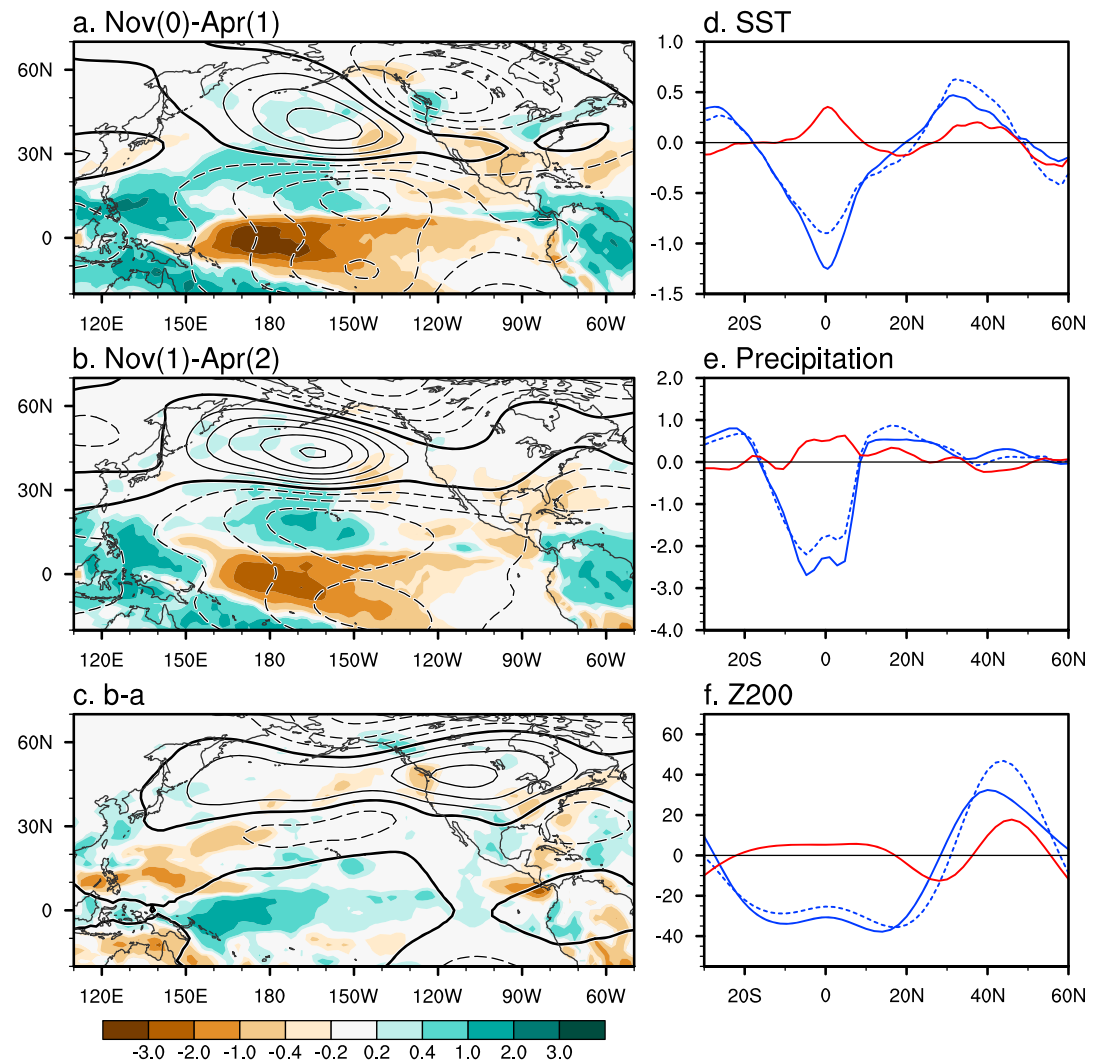 a. Nov(0)-Apr(1)
60N
30N
0
120E 150E 180 150W 120W 90W 60W
b. Nov(1)-Apr(2)
60N
30N
0
120E 150E 180 150W 120W 90W 60W
c. b-a
60N
30N
0
120E 150E 180 150W 120W 90W 60W
-3.0 -2.0 -1.0 -0.4 -0.2 0.2 0.4 1.0 2.0 3.0
d. SST
1.0
0.5
0.0
-0.5
-1.0
-1.5
20S 0 20N 40N 60N
e. Precipitation
2.0
1.0
0.0
-1.0
-2.0
-3.0
-4.0
20S 0 20N 40N 60N
f. Z200
60
40
20
0
-20
-40
20S 0 20N 40N 60N